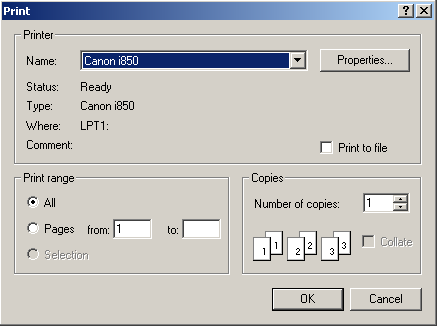 Print
Printer
Name: Canon i850 Properties...
Status: Ready
Type: Canon i850
Where: LPT1:
Comment: Print to file
Print range
All
Pages from: 1 to:
Selection
Copies
Number of copies: 1
1 1 2 2 3 3 Collate
OK Cancel